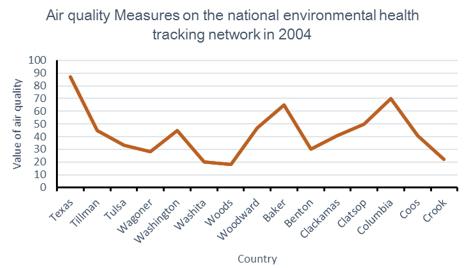 Air quality Measures on the national environmental health
tracking network in 2004
Value of air quality
100
90
80
70
60
50
40
30
20
10
0
Texas
Tillman
Tulsa
Wagoner
Washington
Washita
Woods
Woodward
Baker
Benton
Clackamas
Clatsop
Columbia
Coos
Crook
Country